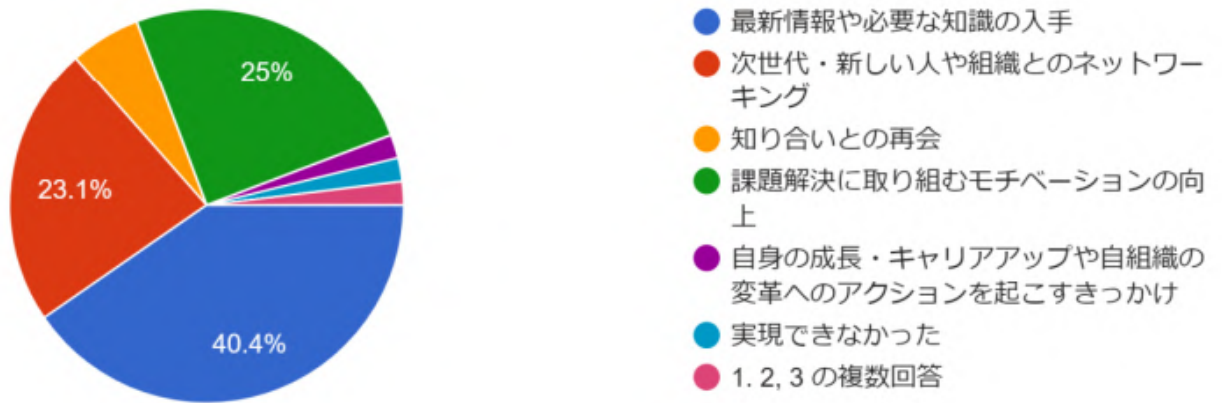 25%
23.1%
40.4%
最新情報や必要な知識の入手
次世代・新しい人や組織とのネットワー
キング
知り合いとの再会
課題解決に取り組むモチベーションの向
上
自身の成長・キャリアアップや自組織の
変革へのアクションを起こすきっかけ
実現できなかった
1. 2, 3 の複数回答